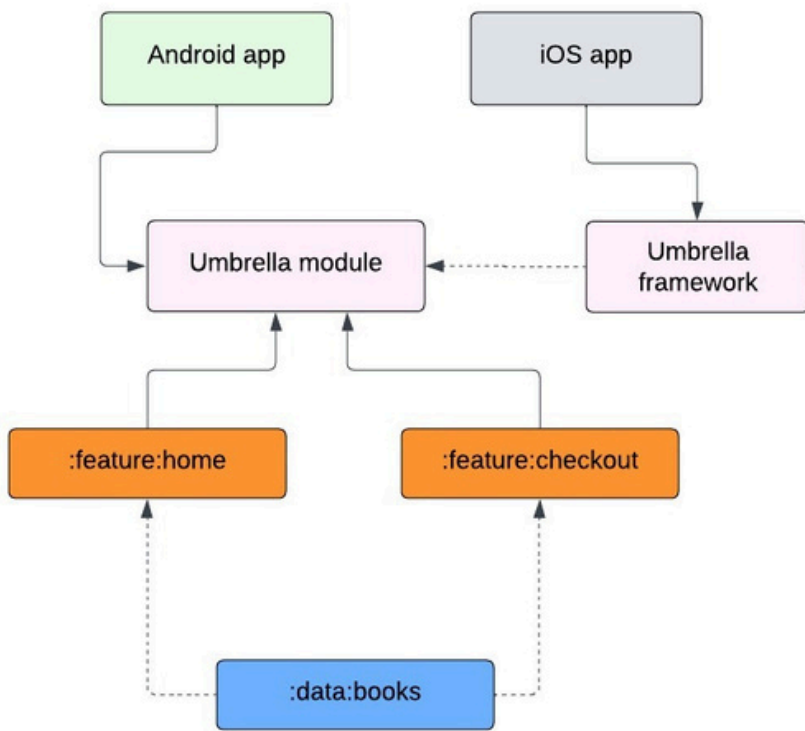 Android app
iOS app
Umbrella module
Umbrella
framework
:feature:home
:feature:checkout
:data:books